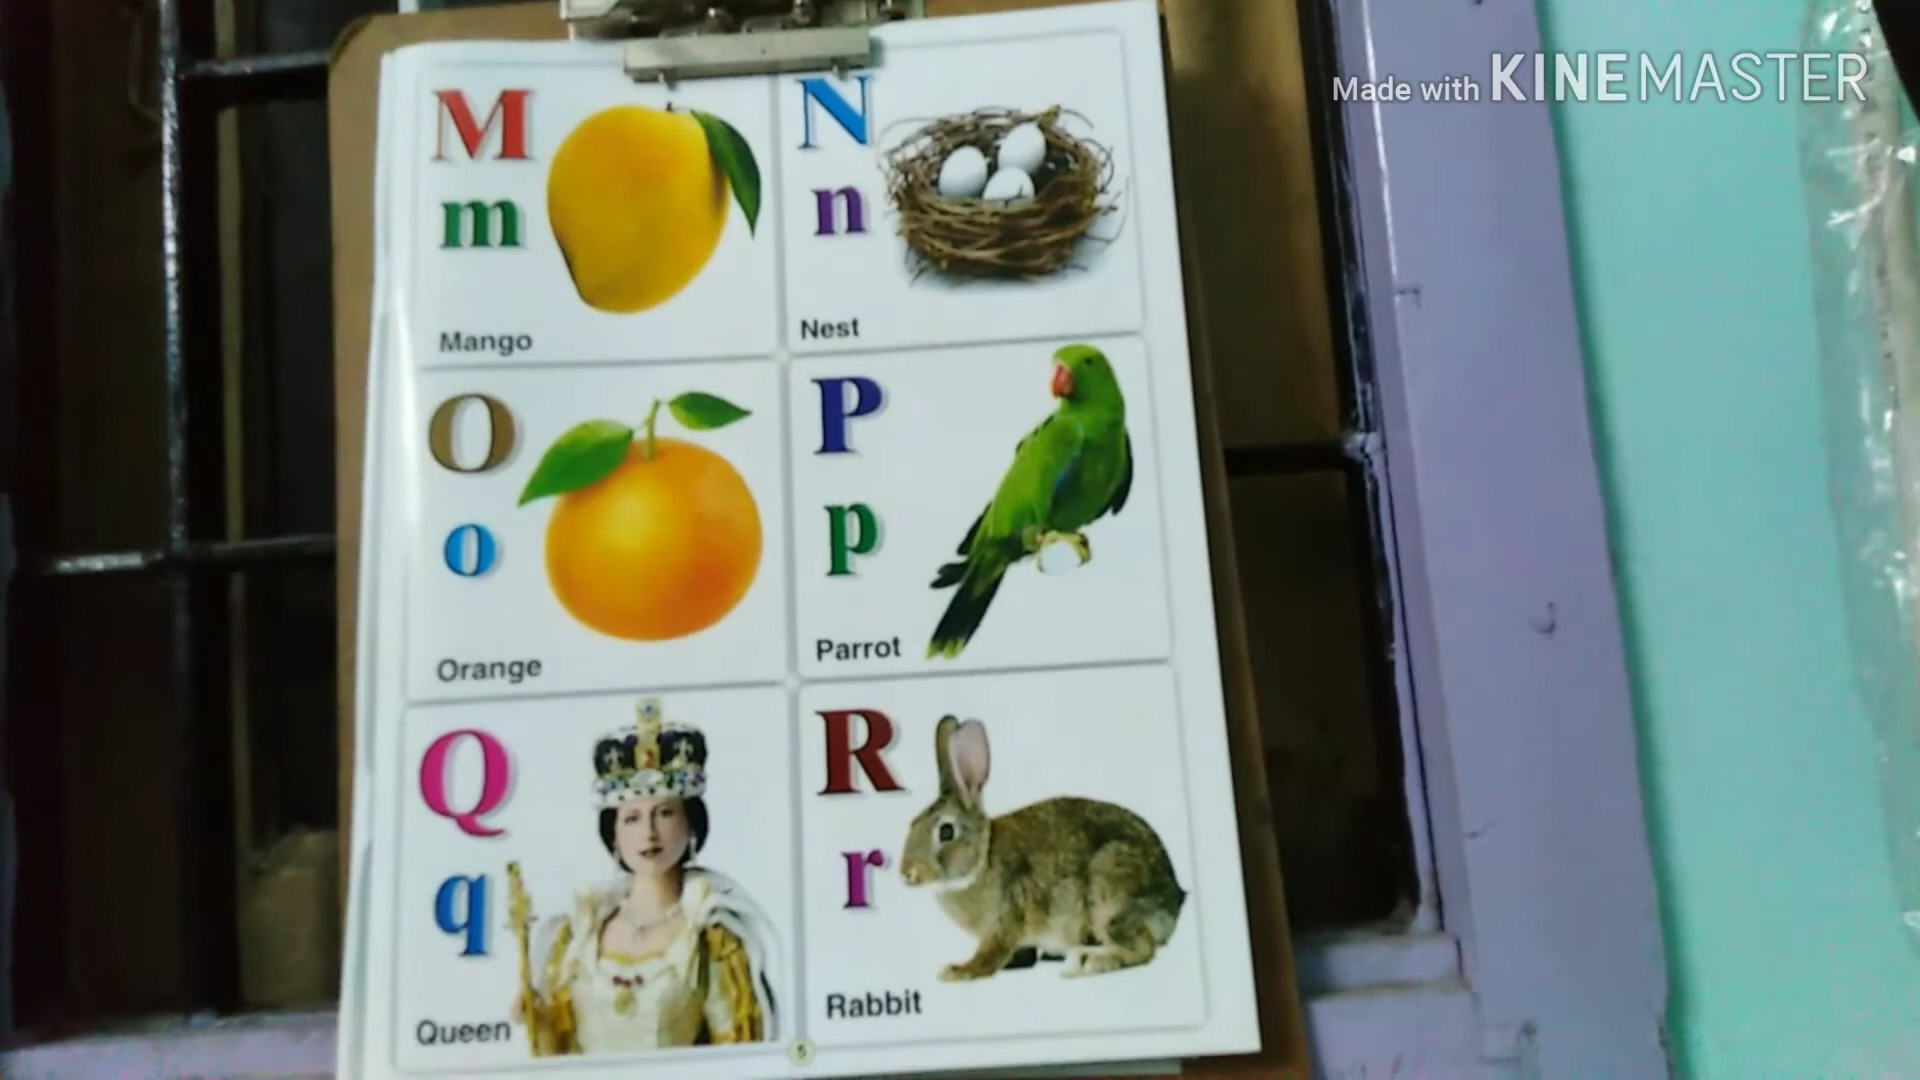 Made with KINEMASTER
M
m
Mango
N
n
Nest
O
o
Orange
P
p
Parrot
Q
q
Queen
R
r
Rabbit
5